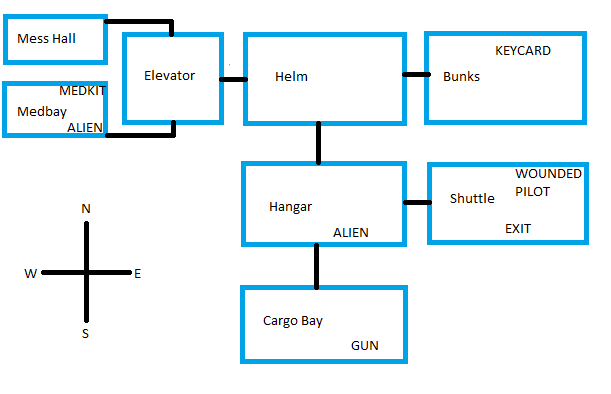 Mess Hall
MEDKIT
Medbay
ALIEN
Elevator
Helm
KEYCARD
Bunks
Hangar
ALIEN
WOUNDED
PILOT
Shuttle
EXIT
Cargo Bay
GUN
N
W
E
S